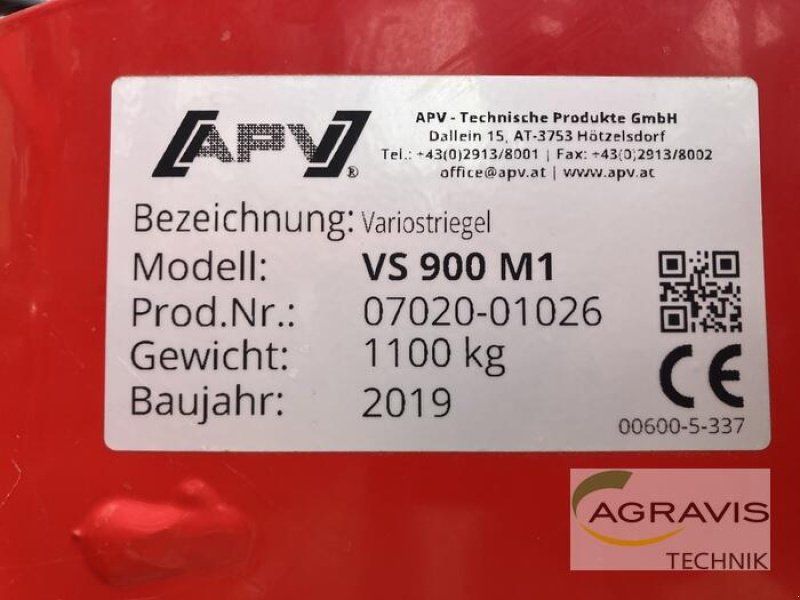 APV®
APV - Technische Produkte GmbH
Dallein 15, AT-3753 Hötzelsdorf
Tel.: +43(0)2913/8001 | Fax: +43(0)2913/8002
office@apv.at | www.apv.at
Bezeichnung: Variostriegel
Modell: VS 900 M1
Prod.Nr.: 07020-01026
Gewicht: 1100 kg
Baujahr: 2019
CE
00600-5-337
AGRAVIS
TECHNIK